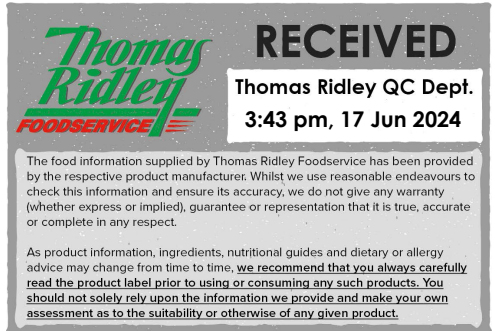 Thomas
Ridley
FOODSERVICE
RECEIVED
Thomas Ridley QC Dept.
3:43 pm, 17 Jun 2024
The food information supplied by Thomas Ridley Foodservice has been provided
by the respective product manufacturer. Whilst we use reasonable endeavours to
check this information and ensure its accuracy, we do not give any warranty
(whether express or implied), guarantee or representation that it is true, accurate
or complete in any respect.
As product information, ingredients, nutritional guides and dietary or allergy
advice may change from time to time, we recommend that you always carefully
read the product label prior to using or consuming any such products. You
should not solely rely upon the information we provide and make your own
assessment as to the suitability or otherwise of any given product.